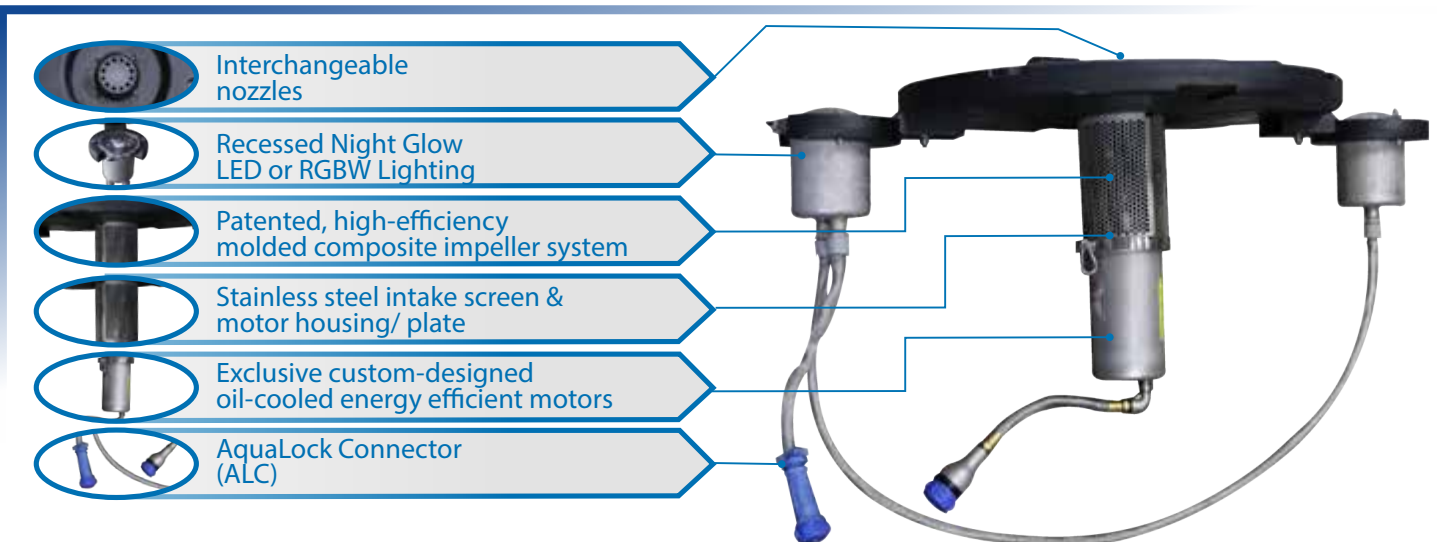 Interchangeable
nozzles
Recessed Night Glow
LED or RGBW Lighting
Patented, high-efficiency
molded composite impeller system
Stainless steel intake screen &
motor housing/ plate
Exclusive custom-designed
oil-cooled energy efficient motors
AquaLock Connector
(ALC)